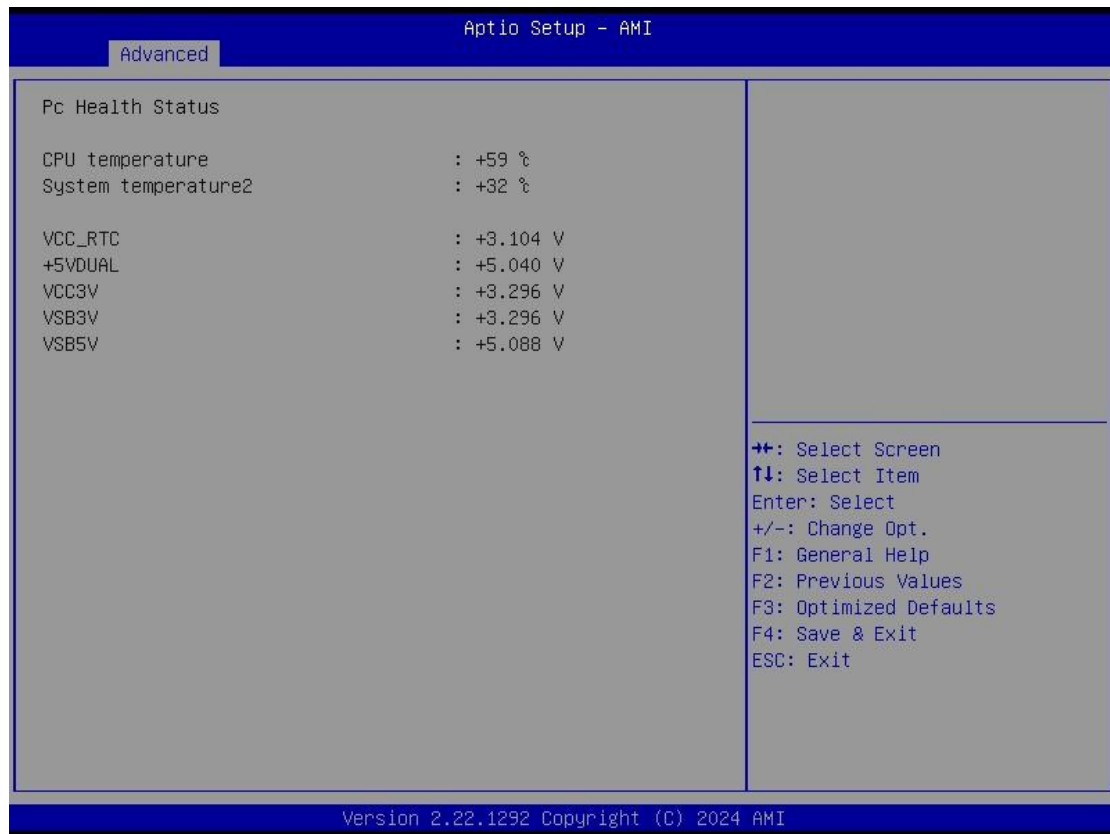 Aptio Setup – AMI
Advanced
Pc Health Status
CPU temperature : +59 ℃
System temperature2 : +32 ℃
VCC_RTC : +3.104 V
+5VDUAL : +5.040 V
VCC3V : +3.296 V
VSB3V : +3.296 V
VSB5V : +5.088 V
→←: Select Screen
↑↓: Select Item
Enter: Select
+/-: Change Opt.
F1: General Help
F2: Previous Values
F3: Optimized Defaults
F4: Save & Exit
ESC: Exit
Version 2.22.1292 Copyright (C) 2024 AMI